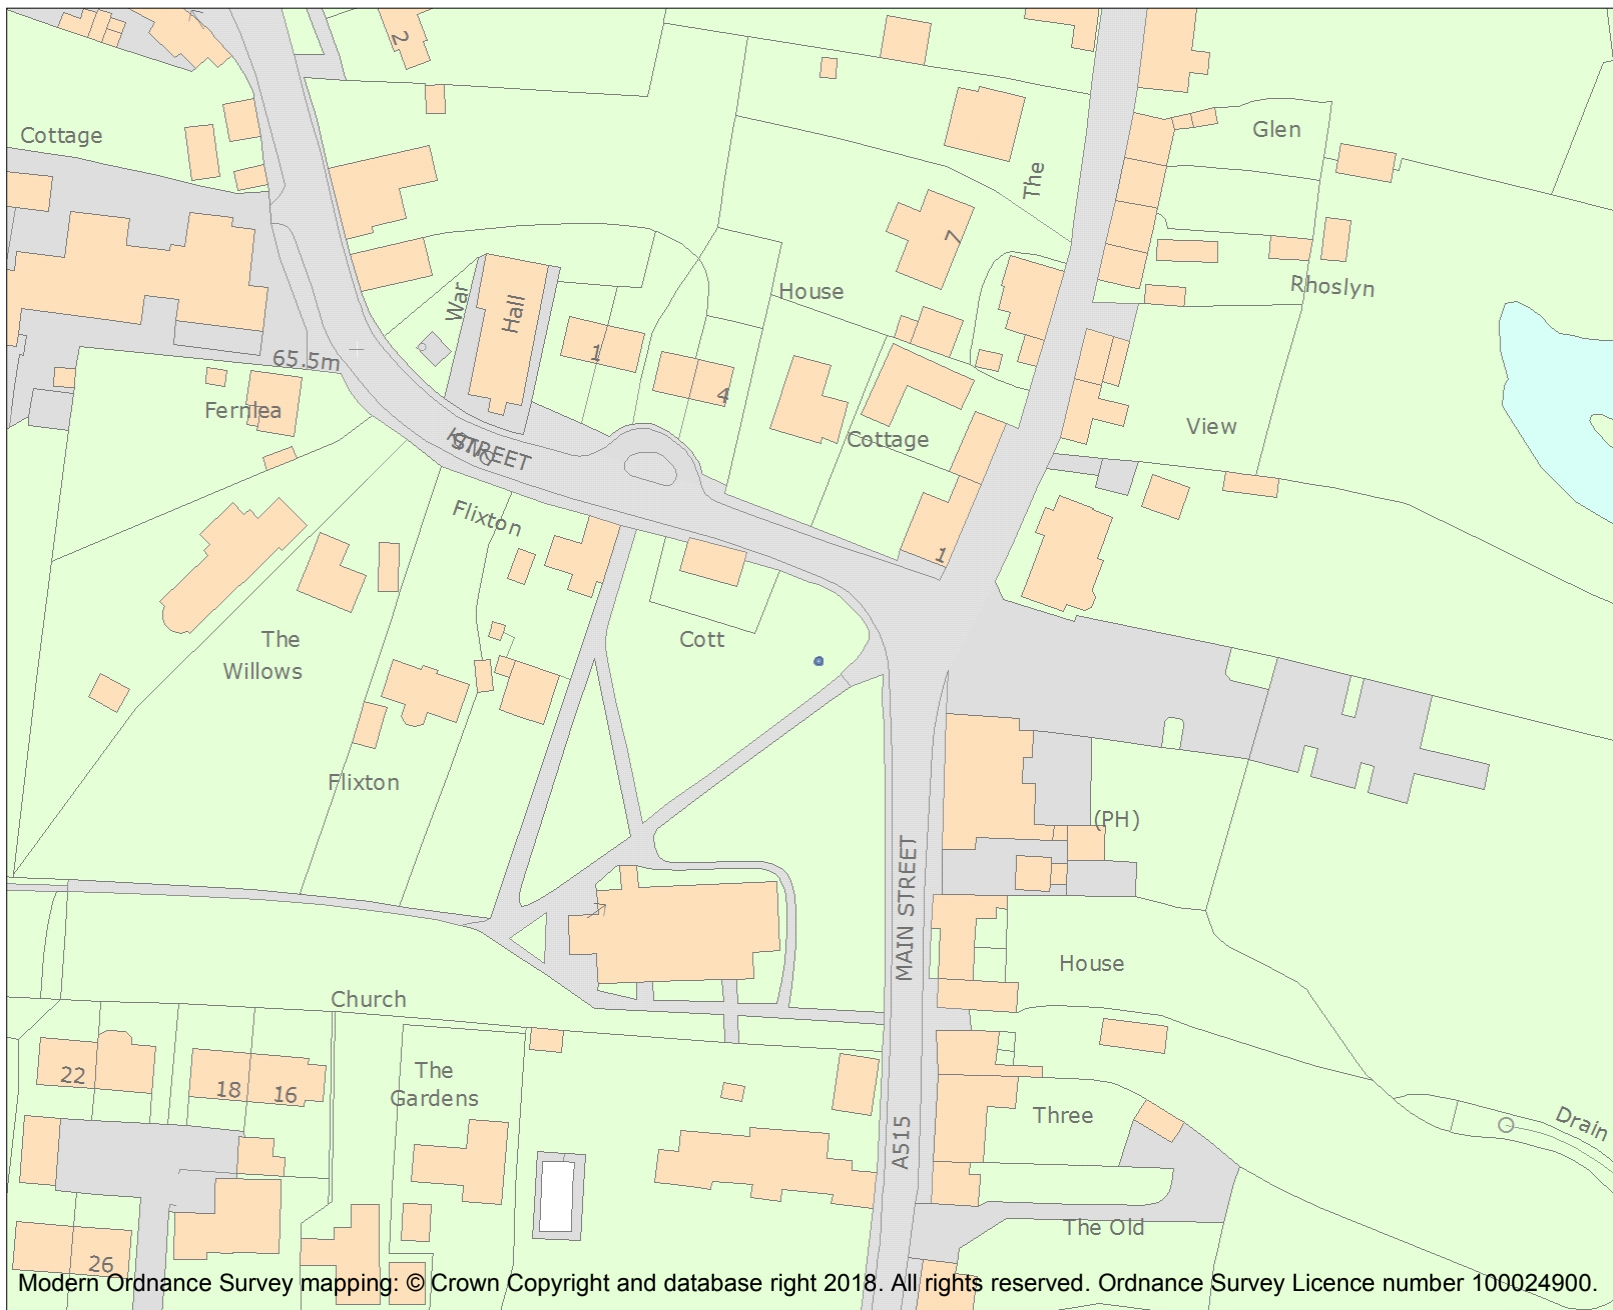 2
Cottage
Glen
The
7
House
Rhoslyn
War
Hall
1
65.5m
4
Fernlea
Cottage
View
KING
STREET
Flixton
1
The
Willows
Cott
Flixton
(PH)
MAIN STREET
House
Church
22
18
16
The
Gardens
Three
Drain
A515
The Old
26
Modern Ordnance Survey mapping: © Crown Copyright and database right 2018. All rights reserved. Ordnance Survey Licence number 100024900.